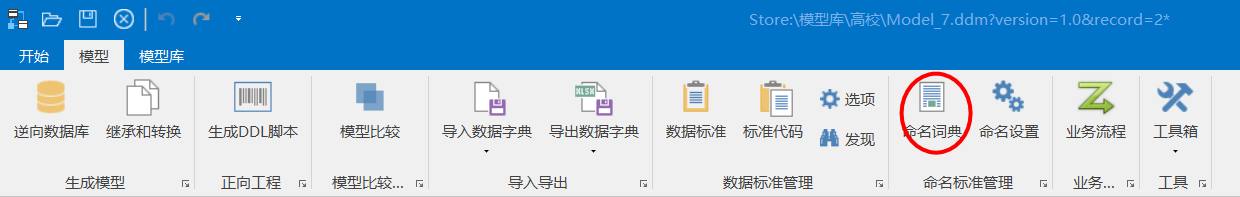 Store:\模型库\高校\Model_7.ddm?version=1.0&record=2*
开始 模型 模型库
逆向数据库 继承和转换 生成DDL脚本 模型比较 导入数据字典 XLSX 导出数据字典 数据标准 标准代码 选项 发现 命名词典 命名设置 业务流程 工具箱
生成模型 正向工程 模型比较... 导入导出 数据标准管理 命名标准管理 业务... 工具